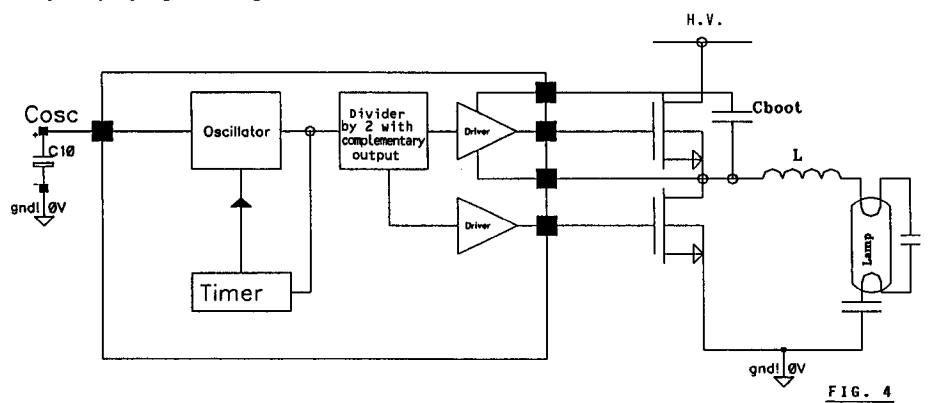 H.V.
Cosc
C10
gnd! 0V
Oscillator
Timer
Divider
by 2 with
complementary
output
Driver
Driver
Cboot
L
Lamp
gnd! 0V
FIG. 4